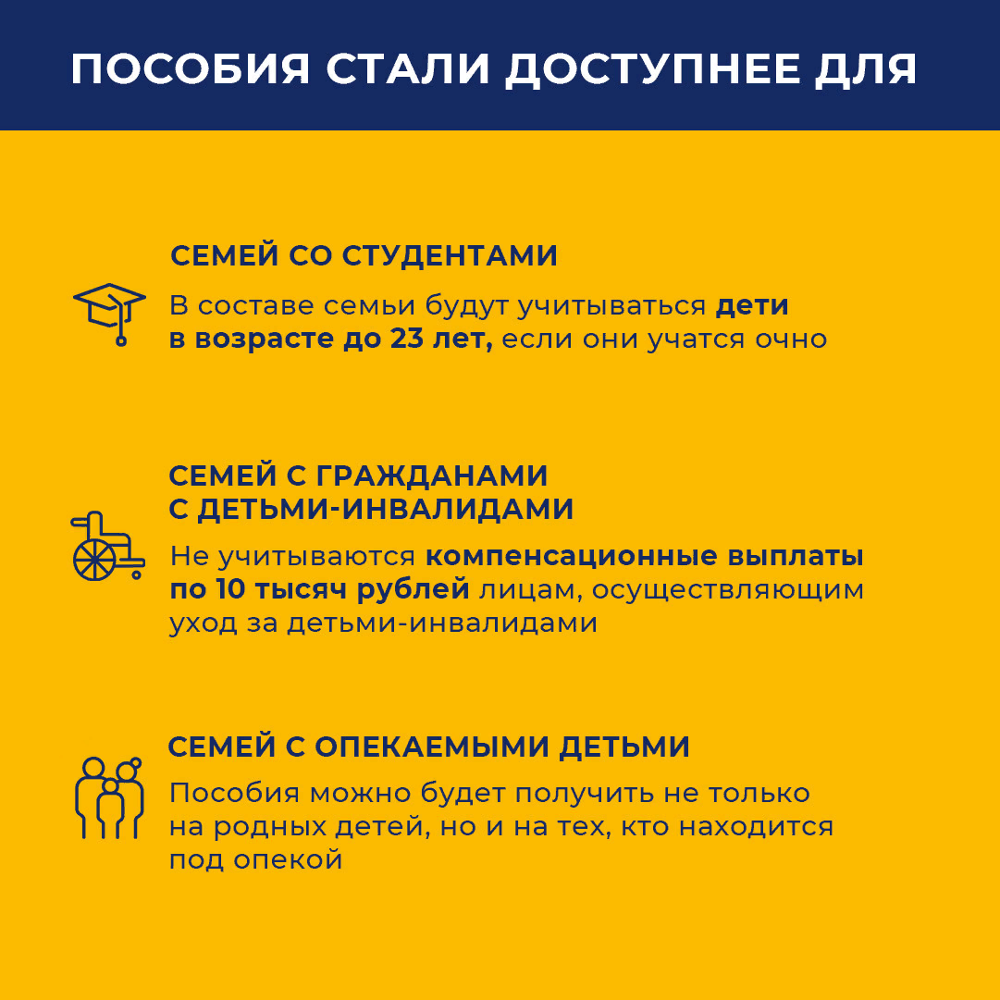 ПОСОБИЯ СТАЛИ ДОСТУПНЕЕ ДЛЯ
СЕМЕЙ СО СТУДЕНТАМИ
В составе семьи будут учитываться дети
в возрасте до 23 лет, если они учатся очно
СЕМЕЙ С ГРАЖДАНАМИ
С ДЕТЬМИ-ИНВАЛИДАМИ
Не учитываются компенсационные выплаты
по 10 тысяч рублей лицам, осуществляющим
уход за детьми-инвалидами
СЕМЕЙ С ОПЕКАЕМЫМИ ДЕТЬМИ
Пособия можно будет получить не только
на родных детей, но и на тех, кто находится
под опекой